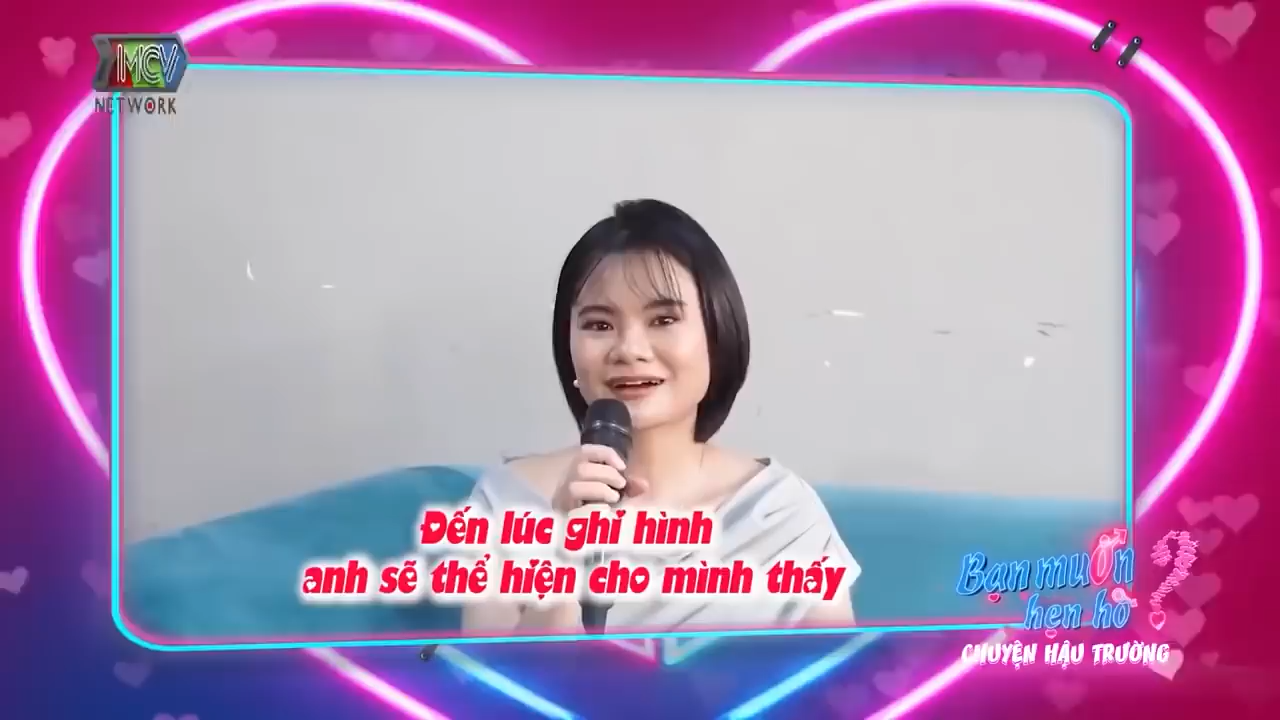 MCV
NETWORK
Đến lúc ghi hình
anh sẽ thể hiện cho mình thấy
Bạn muốn
hẹn hò ?
CHUYỆN HẬU TRƯỜNG